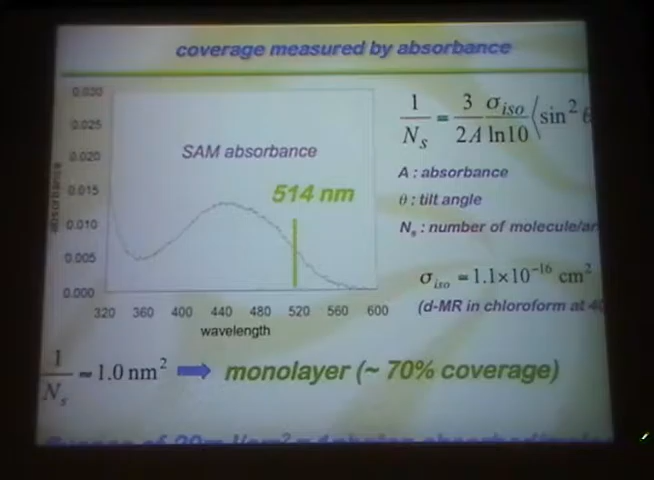 coverage measured by absorbance
0.030
0.025
0.020
0.015
0.010
0.005
0.000
absorbance
SAM absorbance
514 nm
320 360 400 440 480 520 560 600
wavelength
1/N_s = 3/2 σ_iso/A ln10 ⟨sin² θ
A : absorbance
θ : tilt angle
N_s : number of molecule/ar
σ_iso = 1.1×10⁻¹⁶ cm²
(d-MR in chloroform at 4
1/N_s = 1.0 nm² ➡ monolayer (~ 70% coverage)